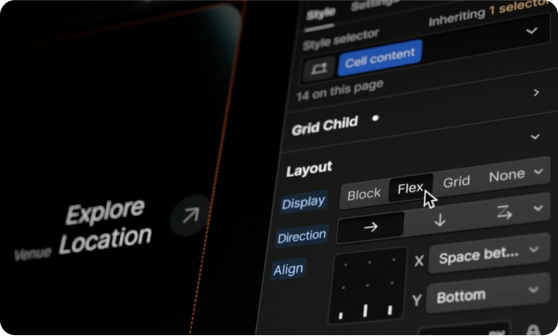 Explore
Venue Location
Style Settings
Style selector Inheriting 1 selector
Cell content
14 on this page
Grid Child
Layout
Display Block Flex Grid None
Direction
Align X Space bet...
Y Bottom